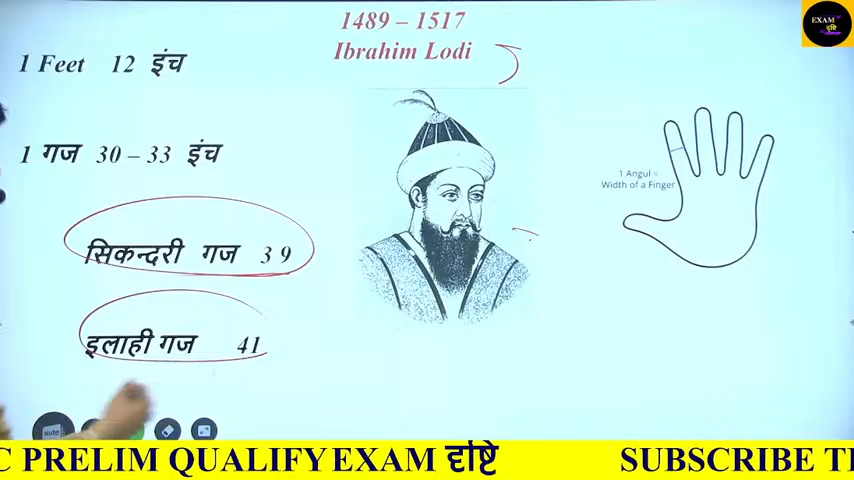 1489 – 1517
Ibrahim Lodi
1 Feet 12 इंच
1 गज 30 – 33 इंच
सिकन्दरी गज 39
इलाही गज 41
1 Angul =
Width of a Finger
EXAM
दृष्टि
Note
C PRELIM QUALIFY EXAM दृष्टि SUBSCRIBE